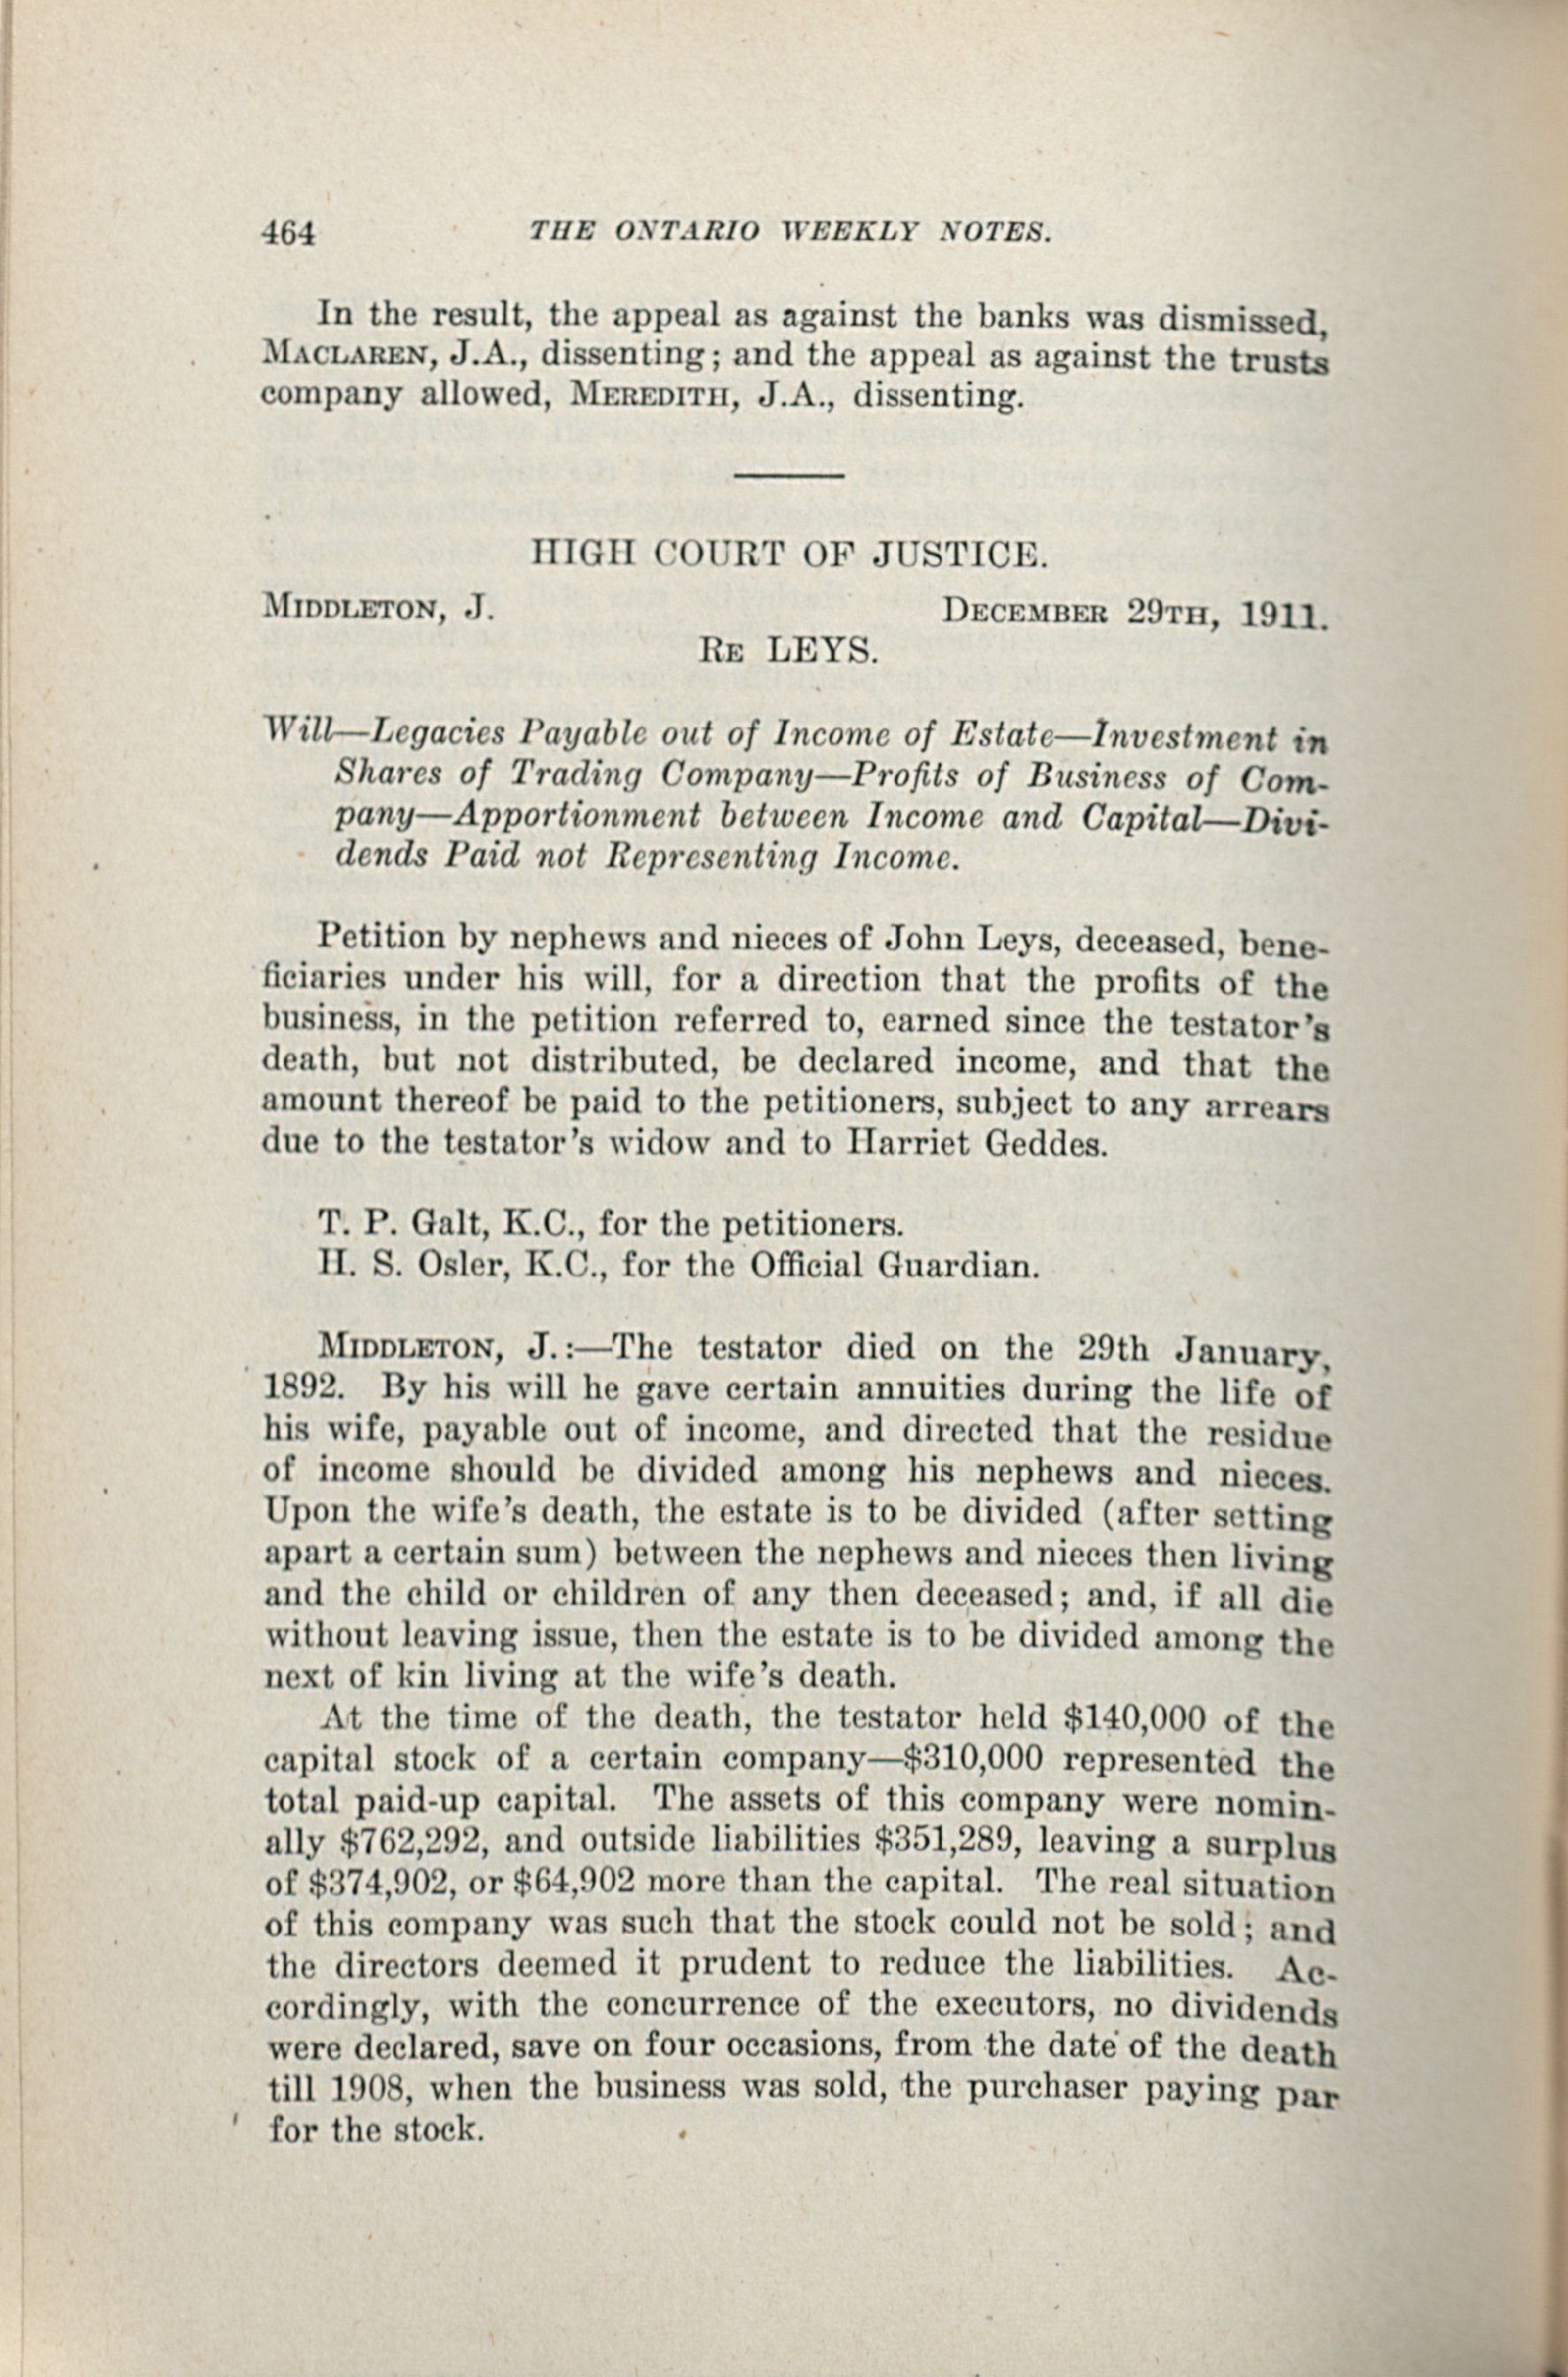 464 THE ONTARIO WEEKLY NOTES.
In the result, the appeal as against the banks was dismissed,
MACLAREN, J.A., dissenting; and the appeal as against the trusts
company allowed, MEREDITH, J.A., dissenting.
HIGH COURT OF JUSTICE.
MIDDLETON, J. DECEMBER 29TH, 1911.
RE LEYS.
Will—Legacies Payable out of Income of Estate—Investment in
Shares of Trading Company—Profits of Business of Com-
pany—Apportionment between Income and Capital—Divi-
dends Paid not Representing Income.
Petition by nephews and nieces of John Leys, deceased, bene-
ficiaries under his will, for a direction that the profits of the
business, in the petition referred to, earned since the testator's
death, but not distributed, be declared income, and that the
amount thereof be paid to the petitioners, subject to any arrears
due to the testator's widow and to Harriet Geddes.
T. P. Galt, K.C., for the petitioners.
H. S. Osler, K.C., for the Official Guardian.
MIDDLETON, J.:—The testator died on the 29th January,
1892. By his will he gave certain annuities during the life of
his wife, payable out of income, and directed that the residue
of income should be divided among his nephews and nieces.
Upon the wife's death, the estate is to be divided (after setting
apart a certain sum) between the nephews and nieces then living
and the child or children of any then deceased; and, if all die
without leaving issue, then the estate is to be divided among the
next of kin living at the wife's death.
At the time of the death, the testator held $140,000 of the
capital stock of a certain company—$310,000 represented the
total paid-up capital. The assets of this company were nomin-
ally $762,292, and outside liabilities $351,289, leaving a surplus
of $374,902, or $64,902 more than the capital. The real situation
of this company was such that the stock could not be sold; and
the directors deemed it prudent to reduce the liabilities. Ac-
cordingly, with the concurrence of the executors, no dividends
were declared, save on four occasions, from the date of the death
till 1908, when the business was sold, the purchaser paying par
for the stock.